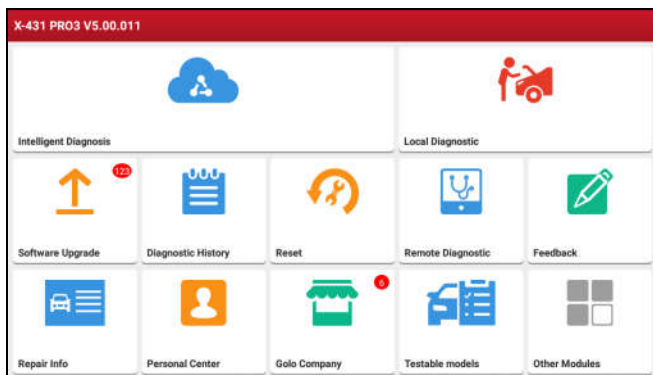 X-431 PRO3 V5.00.011
Intelligent Diagnosis
Local Diagnostic
123
Software Upgrade
Diagnostic History
Reset
Remote Diagnostic
Feedback
6
Repair Info
Personal Center
Golo Company
Testable models
Other Modules